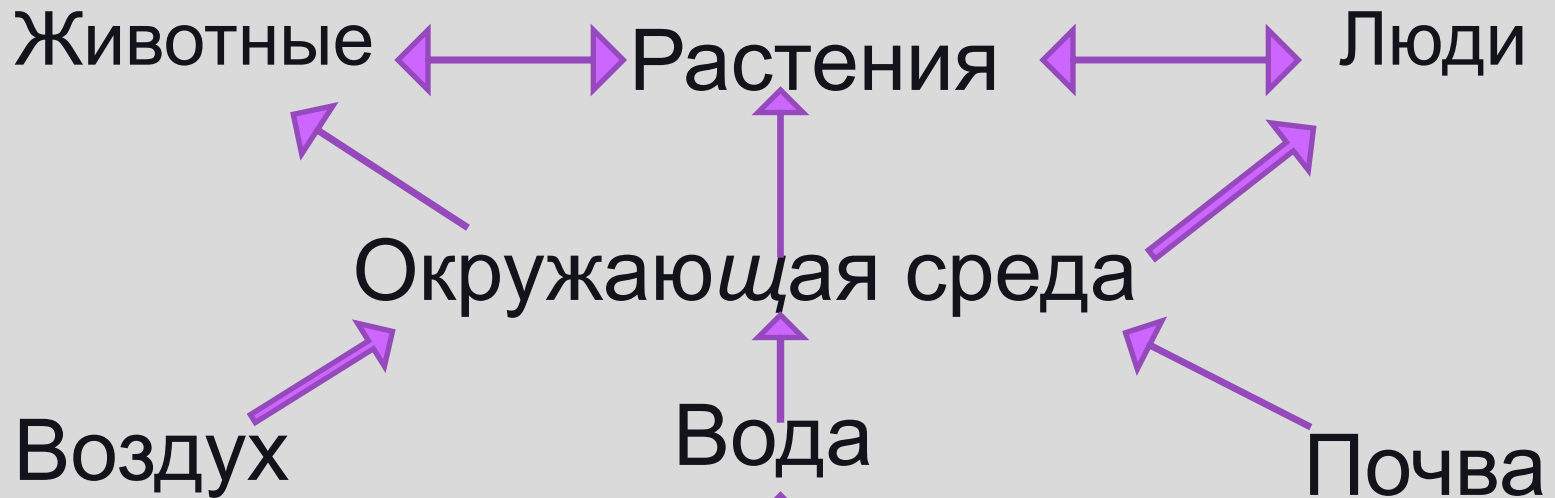 Животные Растения Люди
Окружающая среда
Воздух Вода Почва